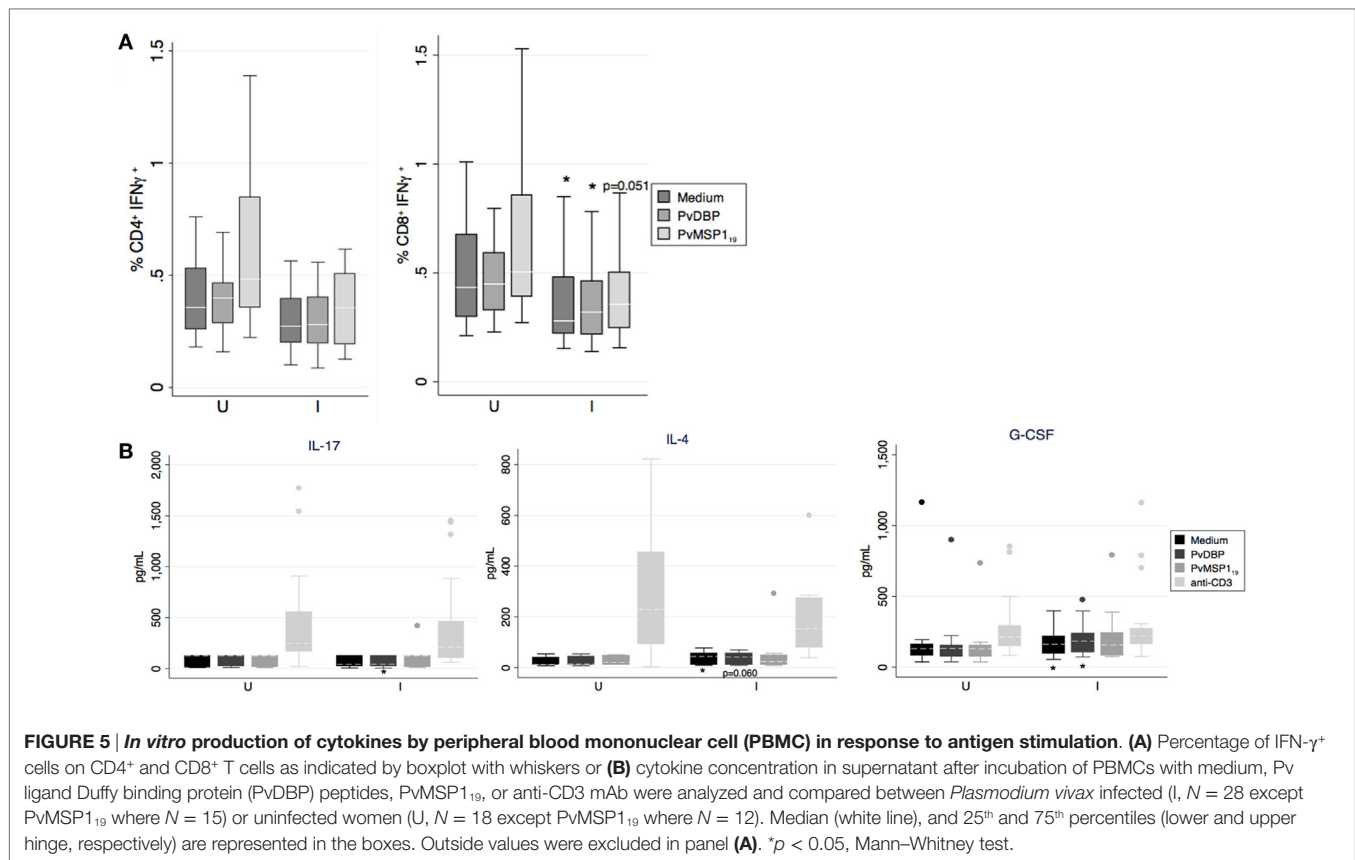 A
1.5
1
.5
0
% CD4+ IFNγ+
U
I
1.5
1
.5
0
% CD8+ IFNγ+
* * p=0.051
U
I
Medium
PvDBP
PvMSP1₁₉
B
IL-17
2,000
1,500
1,000
500
0
pg/mL
*
U
I
IL-4
800
600
400
200
0
pg/mL
* p=0.060
U
I
G-CSF
1,500
1,000
500
0
pg/mL
* *
U
I
Medium
PvDBP
PvMSP1₁₉
anti-CD3
FIGURE 5 | In vitro production of cytokines by peripheral blood mononuclear cell (PBMC) in response to antigen stimulation. (A) Percentage of IFN-γ+
cells on CD4+ and CD8+ T cells as indicated by boxplot with whiskers or (B) cytokine concentration in supernatant after incubation of PBMCs with medium, Pv
ligand Duffy binding protein (PvDBP) peptides, PvMSP1₁₉, or anti-CD3 mAb were analyzed and compared between Plasmodium vivax infected (I, N = 28 except
PvMSP1₁₉ where N = 15) or uninfected women (U, N = 18 except PvMSP1₁₉ where N = 12). Median (white line), and 25th and 75th percentiles (lower and upper
hinge, respectively) are represented in the boxes. Outside values were excluded in panel (A). *p < 0.05, Mann–Whitney test.